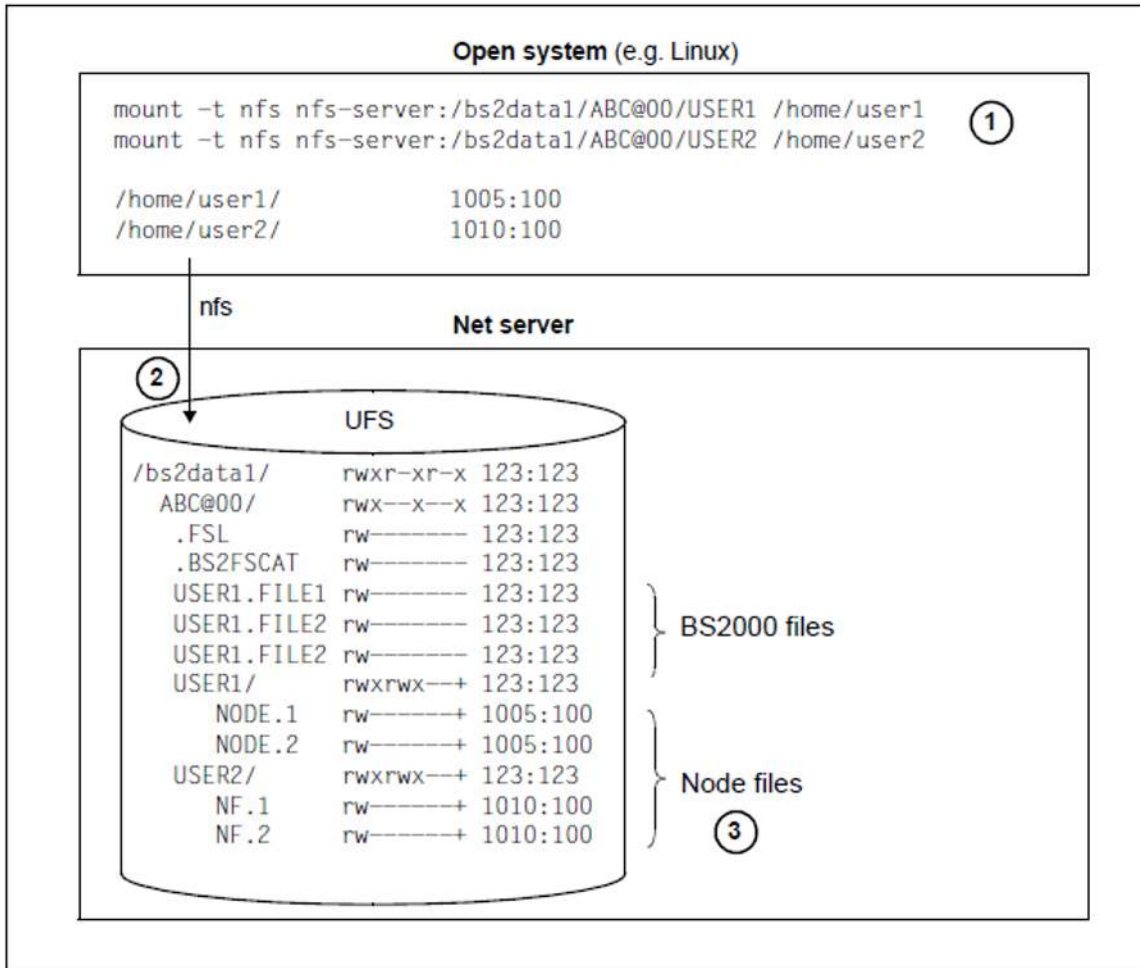 Open system (e.g. Linux)
mount -t nfs nfs-server:/bs2data1/ABC@00/USER1 /home/user1
mount -t nfs nfs-server:/bs2data1/ABC@00/USER2 /home/user2
1
/home/user1/ 1005:100
/home/user2/ 1010:100
nfs
Net server
2
UFS
/bs2data1/ rwxr-xr-x 123:123
ABC@00/ rwx--x--x 123:123
.FSL rw------- 123:123
.BS2FSCAT rw------- 123:123
USER1.FILE1 rw------- 123:123
USER1.FILE2 rw------- 123:123
USER1.FILE2 rw------- 123:123
BS2000 files
USER1/ rwxrwx--+ 123:123
NODE.1 rw------+ 1005:100
NODE.2 rw------+ 1005:100
USER2/ rwxrwx--+ 123:123
NF.1 rw------+ 1010:100
NF.2 rw------+ 1010:100
Node files
3